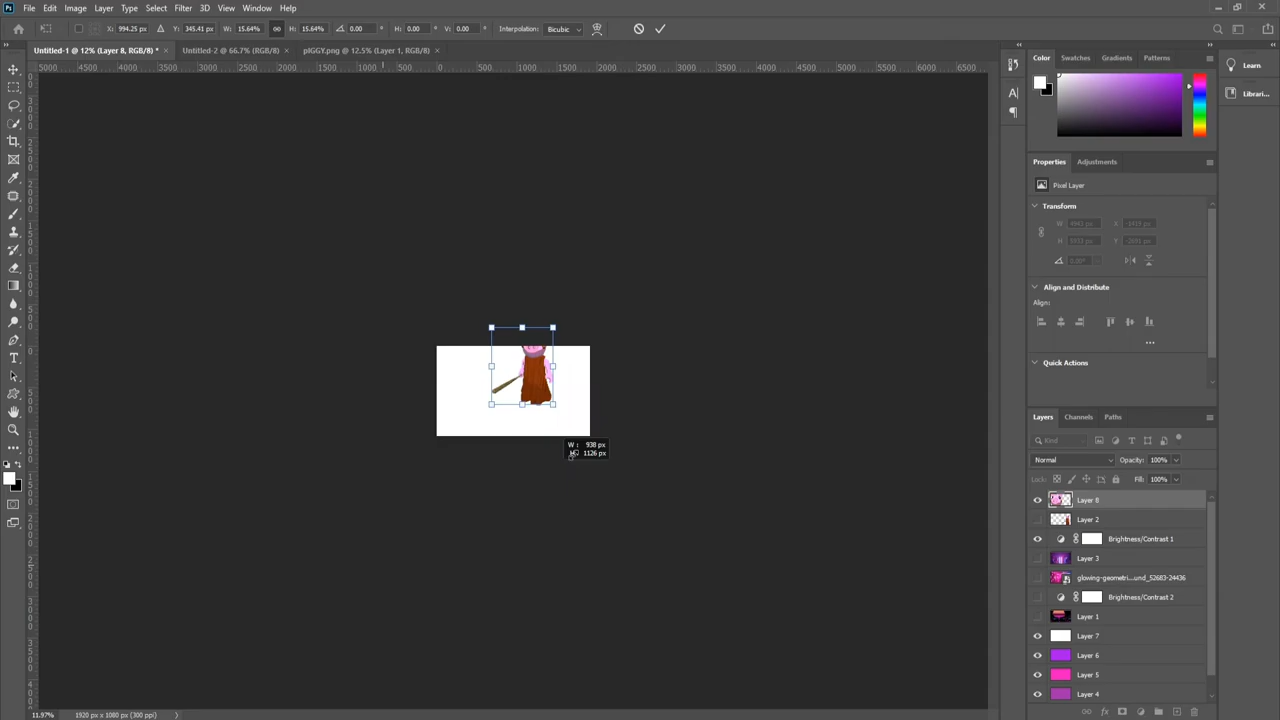 Ps File Edit Image Layer Type Select Filter 3D View Window Help
X: 994.25 px Y: 345.41 px W: 15.64% H: 15.64% 0.00 ° H: 0.00 ° V: 0.00 ° Interpolation: Bicubic
Untitled-1 @ 12% (Layer 8, RGB/8) * × Untitled-2 @ 66.7% (RGB/8) × pIGGY.png @ 12.5% (Layer 1, RGB/8) ×
5000 4500 4000 3500 3000 2500 2000 1500 1000 500 0 500 1000 1500 2000 2500 3000 3500 4000 4500 5000 5500 6000 6500
Color Swatches Gradients Patterns
Learn
Librari...
Properties Adjustments
Pixel Layer
Transform
W X
H Y
0.00°
Align and Distribute
Align:
Quick Actions
W : 938 px
H : 1126 px
Layers Channels Paths
Kind
Normal Opacity: 100%
Lock: Fill: 100%
Layer 8
Layer 2
Brightness/Contrast 1
Layer 3
glowing-geometri...und_52683-24436
Brightness/Contrast 2
Layer 1
Layer 7
Layer 6
Layer 5
Layer 4
11.97% 1920 px x 1080 px (300 ppi)